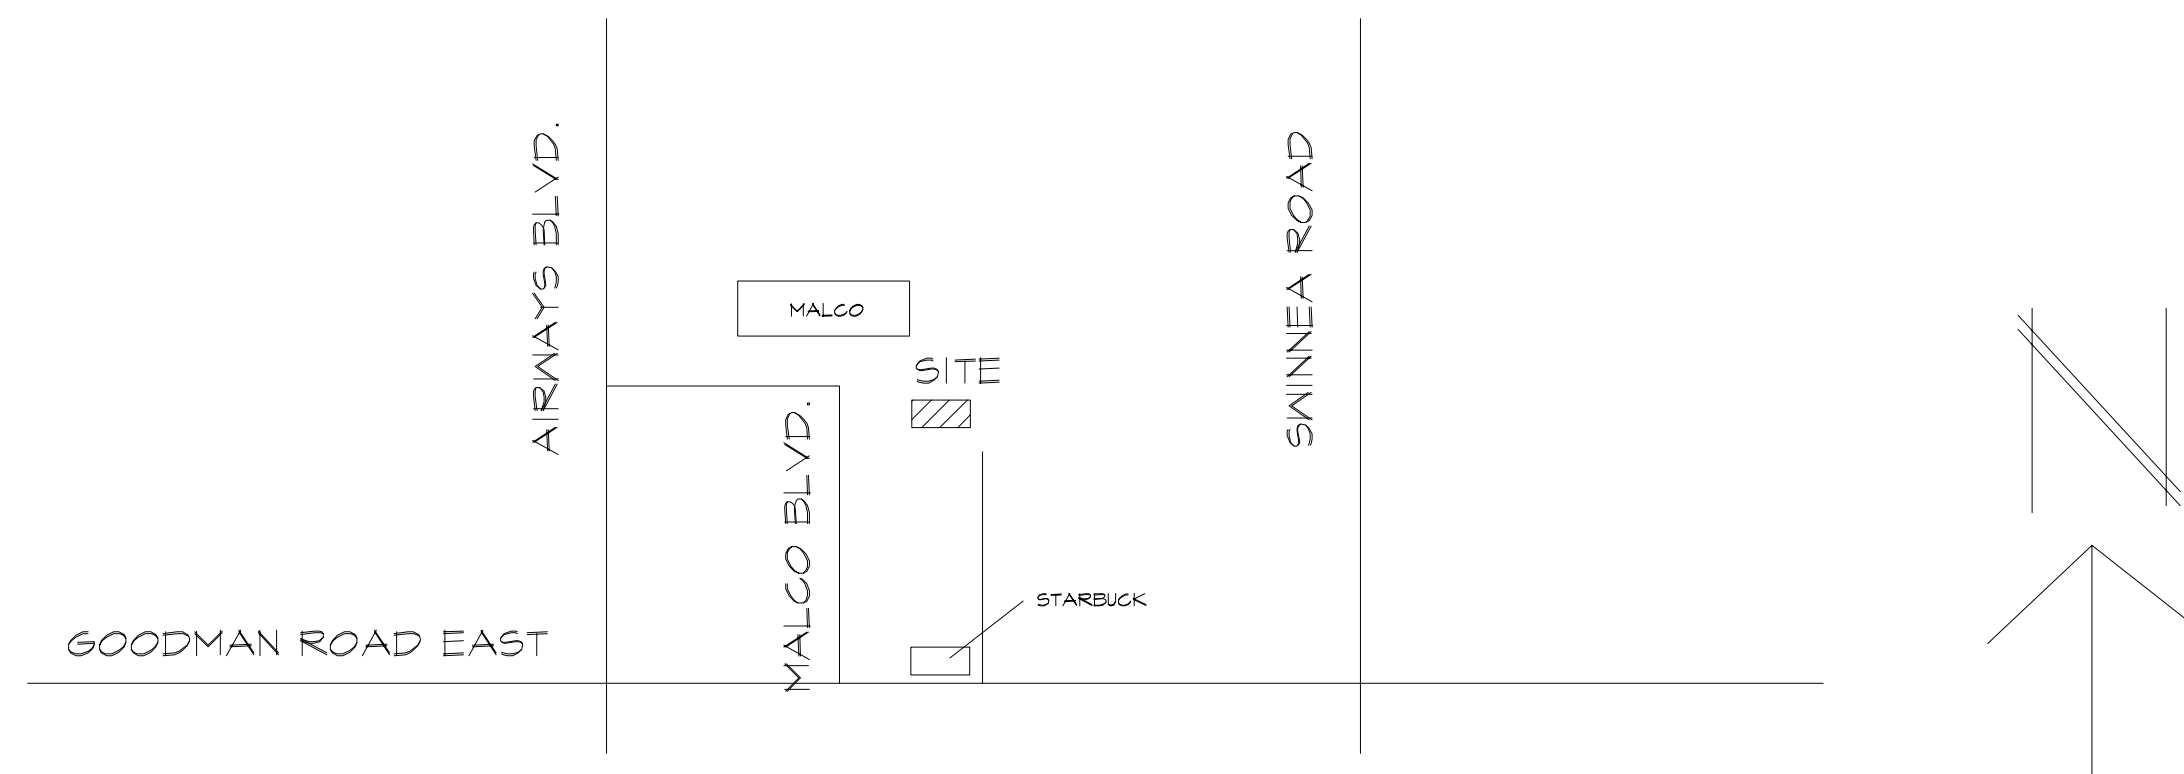 AIRWAYS BLVD.
SWINNEA ROAD
MALCO
SITE
MALCO BLVD.
STARBUCK
GOODMAN ROAD EAST
N